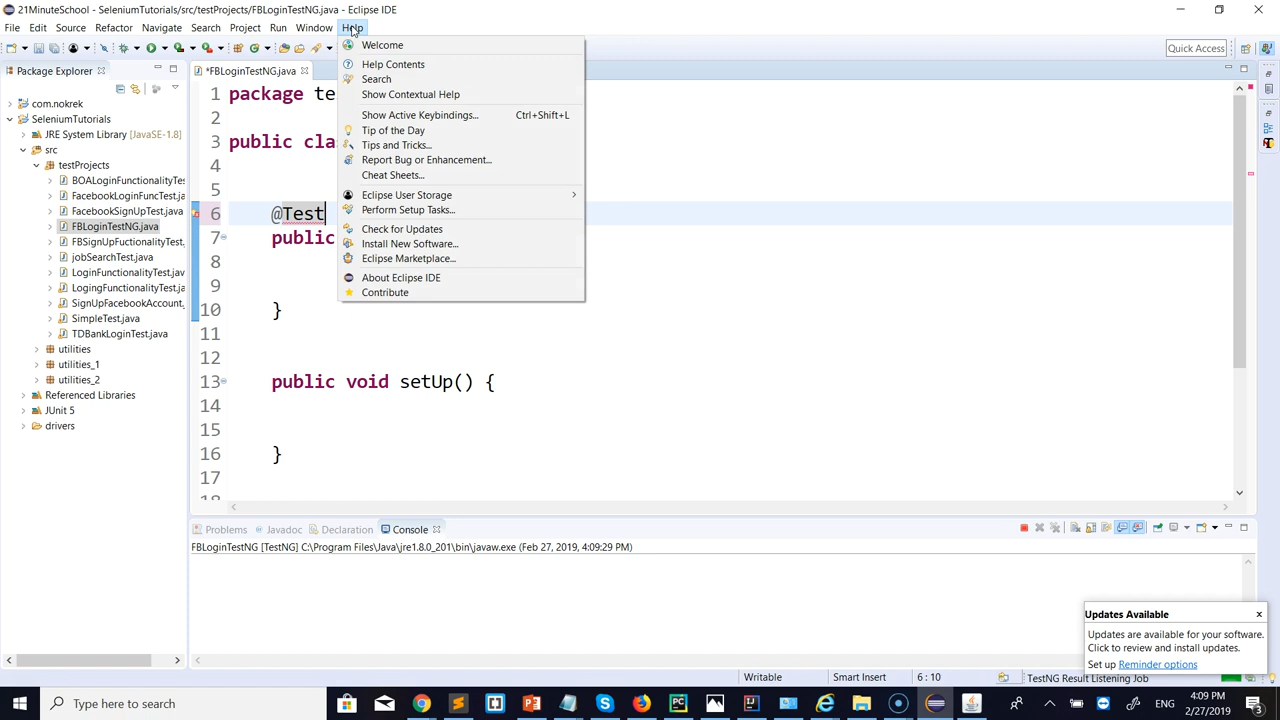 21MinuteSchool - SeleniumTutorials/src/testProjects/FBLoginTestNG.java - Eclipse IDE
File Edit Source Refactor Navigate Search Project Run Window Help
Quick Access
Package Explorer
*FBLoginTestNG.java
com.nokrek
SeleniumTutorials
JRE System Library [JavaSE-1.8]
src
testProjects
BOALoginFunctionalityTes
FacebookLoginFuncTest.j
FacebookSignUpTest.java
FBLoginTestNG.java
FBSignUpFuctionalityTest.
jobSearchTest.java
LoginFunctionalityTest.java
LogingFunctionalityTest.j
SignUpFacebookAccount.
SimpleTest.java
TDBankLoginTest.java
utilities
utilities_1
utilities_2
Referenced Libraries
JUnit 5
drivers
Welcome
Help Contents
Search
Show Contextual Help
Show Active Keybindings... Ctrl+Shift+L
Tip of the Day
Tips and Tricks...
Report Bug or Enhancement...
Cheat Sheets...
Eclipse User Storage
Perform Setup Tasks...
Check for Updates
Install New Software...
Eclipse Marketplace...
About Eclipse IDE
Contribute
1 package te
2
3 public cla
4
5
6 @Test
7 public
8
9
10 }
11
12
13 public void setUp() {
14
15
16 }
17
18
Problems Javadoc Declaration Console
FBLoginTestNG [TestNG] C:\Program Files\Java\jre1.8.0_201\bin\javaw.exe (Feb 27, 2019, 4:09:29 PM)
Updates Available
Updates are available for your software.
Click to review and install updates.
Set up Reminder options
Writable Smart Insert 6 : 10 TestNG Result Listening Job
Type here to search
ENG
4:09 PM
2/27/2019
3